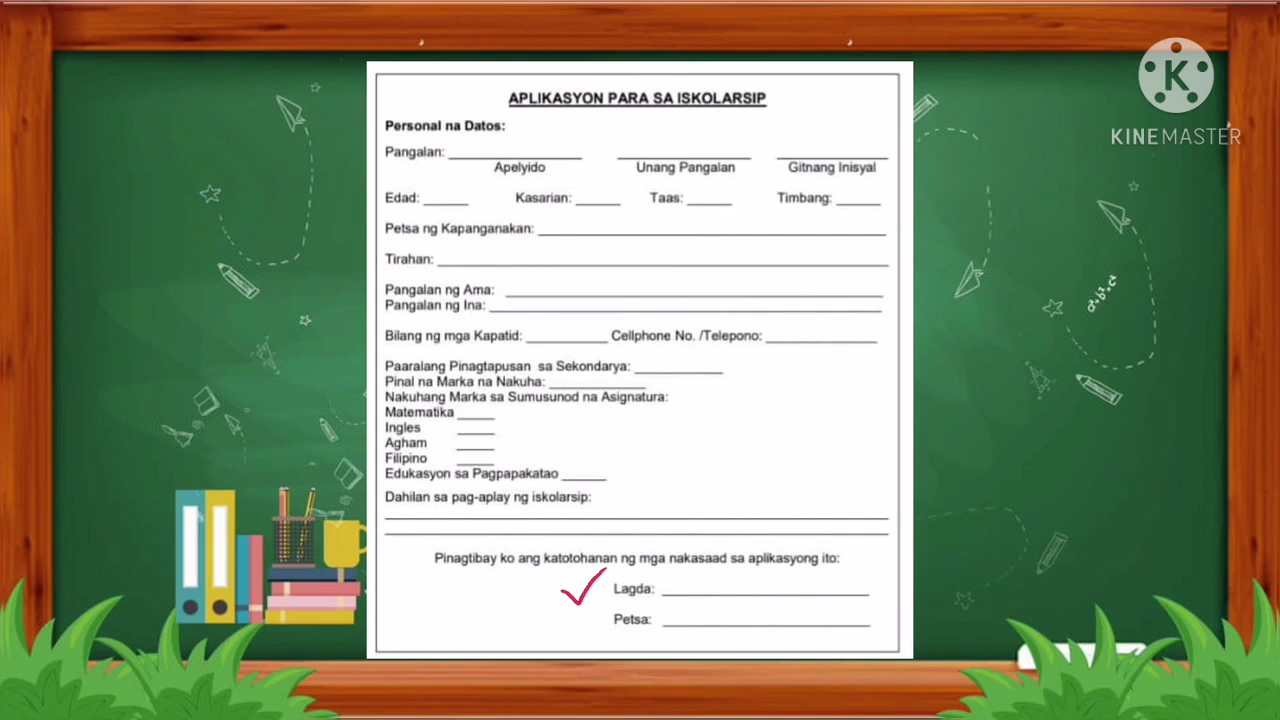 APLIKASYON PARA SA ISKOLARSIP
Personal na Datos:
Pangalan:
Apelyido Unang Pangalan Gitnang Inisyal
Edad: Kasarian: Taas: Timbang:
Petsa ng Kapanganakan:
Tirahan:
Pangalan ng Ama:
Pangalan ng Ina:
Bilang ng mga Kapatid: Cellphone No. /Telepono:
Paaralang Pinagtapusan sa Sekondarya:
Pinal na Marka na Nakuha:
Nakuhang Marka sa Sumusunod na Asignatura:
Matematika
Ingles
Agham
Filipino
Edukasyon sa Pagpapakatao
Dahilan sa pag-aplay ng iskolarsip:
Pinagtibay ko ang katotohanan ng mga nakasaad sa aplikasyong ito:
Lagda:
Petsa:
K
KINEMASTER